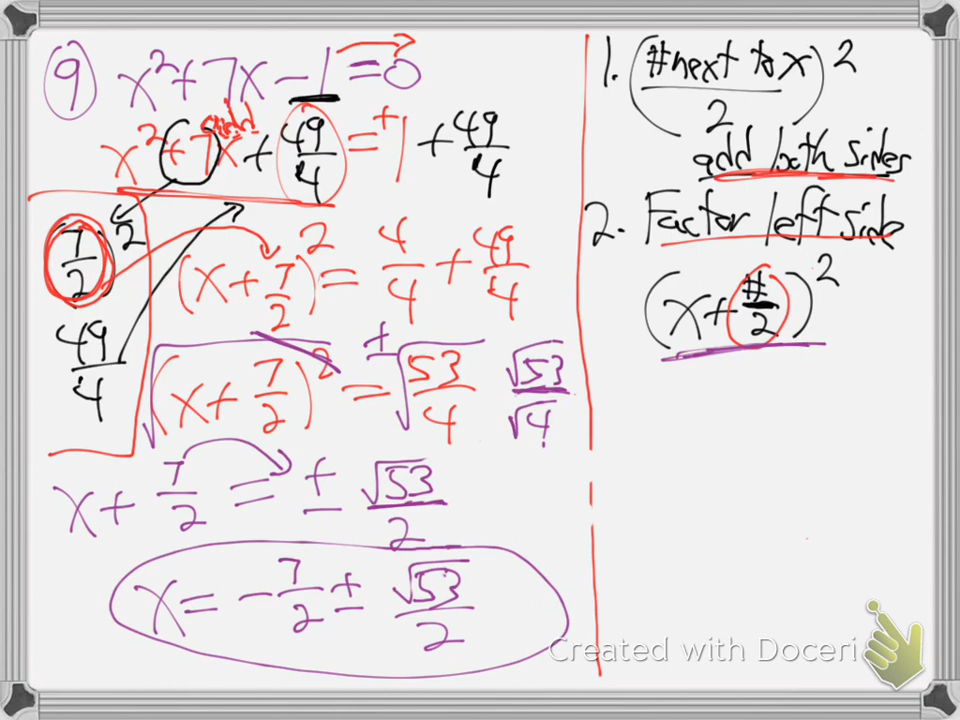 9 x² + 7x - 1 = 0
x² + 7x + 49/4 = +1 + 49/4
(7/2)²
49/4
(x + 7/2)² = 4/4 + 49/4
√(x + 7/2)² = ±√53/4 √53/√4
x + 7/2 = ± √53/2
x = -7/2 ± √53/2
1. (#next to x/2)²
add both sides
2. Factor left side
(x + #/2)²
Created with Doceri